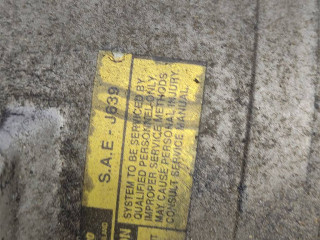 S.A.E - J639
SYSTEM TO BE SERVICED BY
QUALIFIED PERSONNEL ONLY.
IMPROPER SERVICE METHODS
MAY CAUSE PERSONAL INJURY.
CONSULT SERVICE MANUAL.